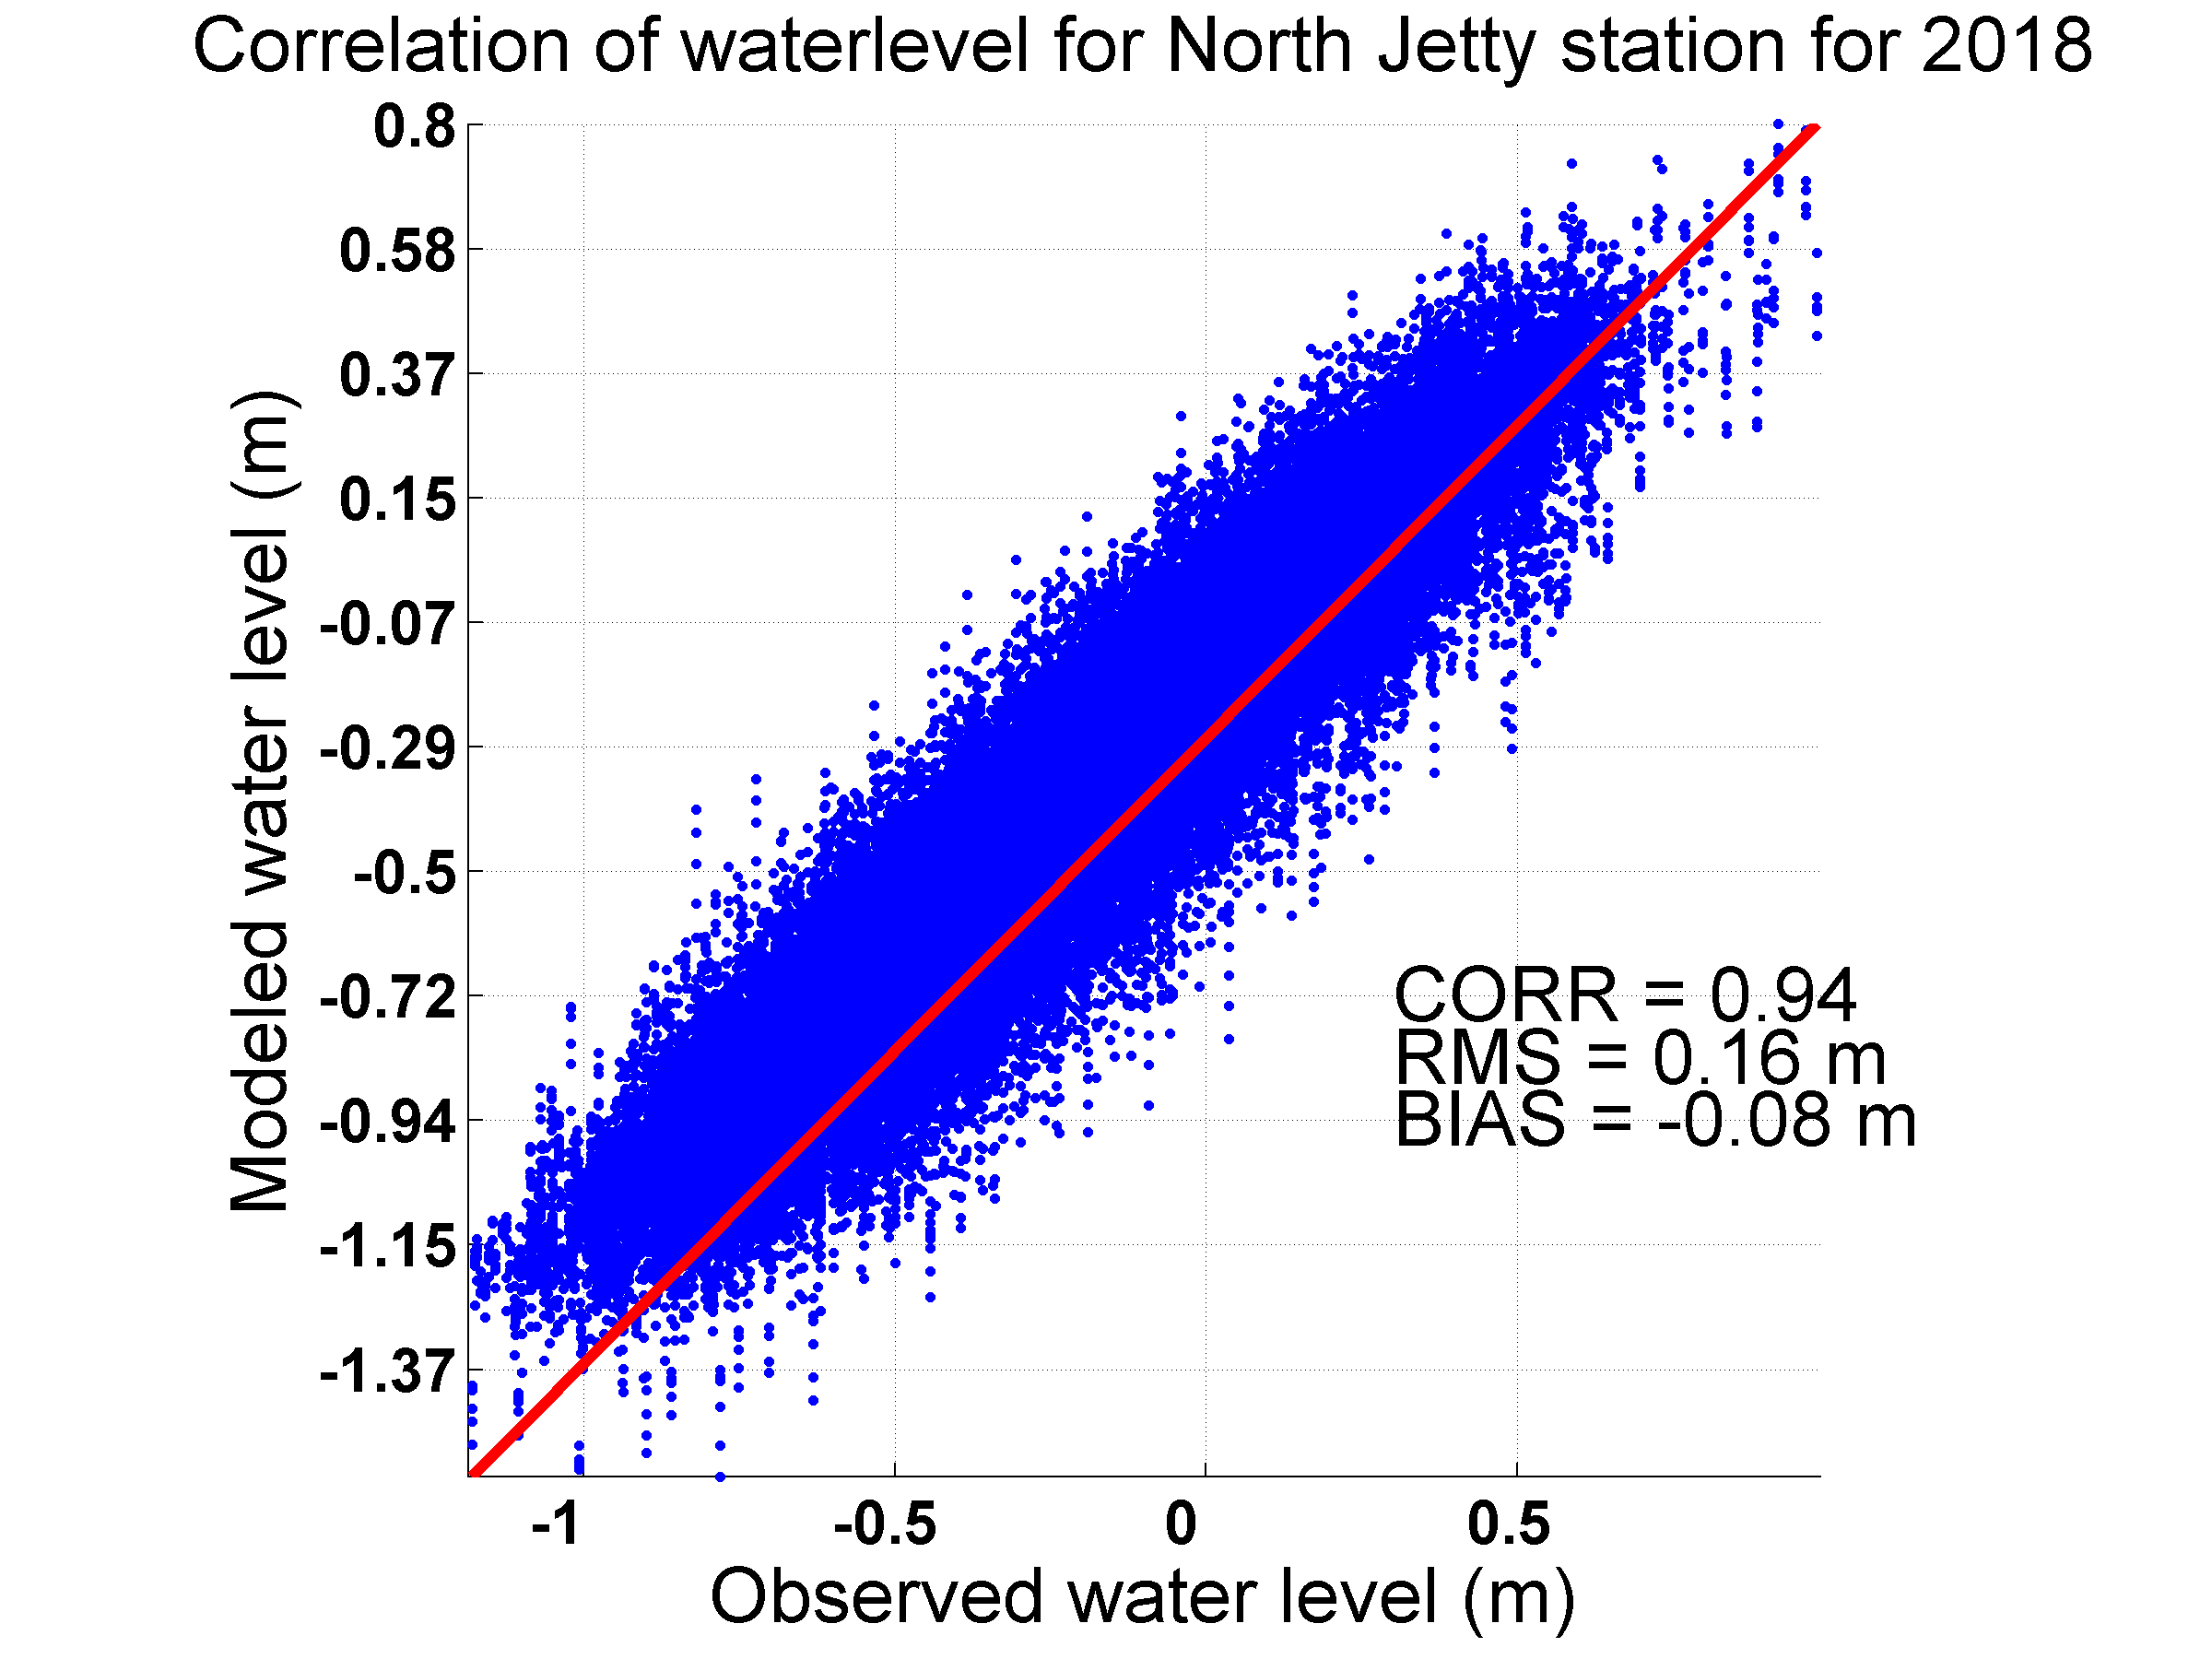 Correlation of waterlevel for North Jetty station for 2018
0.8
0.58
0.37
0.15
-0.07
-0.29
-0.5
-0.72
-0.94
-1.15
-1.37
Modeled water level (m)
CORR = 0.94
RMS = 0.16 m
BIAS = -0.08 m
-1
-0.5
0
0.5
Observed water level (m)